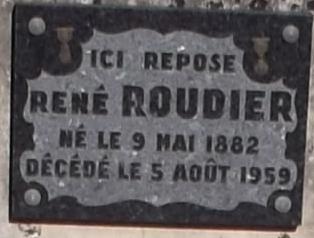 ICI REPOSE
RENÉ ROUDIER
NÉ LE 9 MAI 1882
DÉCÉDÉ LE 5 AOÛT 1959